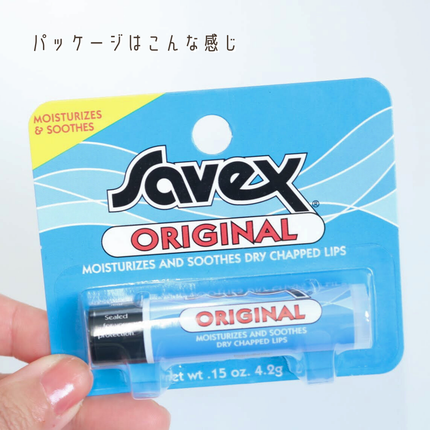 パッケージはこんな感じ
MOISTURIZES
& SOOTHES
Savex®
ORIGINAL
MOISTURIZES AND SOOTHES DRY CHAPPED LIPS
Sealed
protection
ORIGINAL
MOISTURIZES AND SOOTHES
DRY CHAPPED LIPS
et wt .15 oz. 4.2g